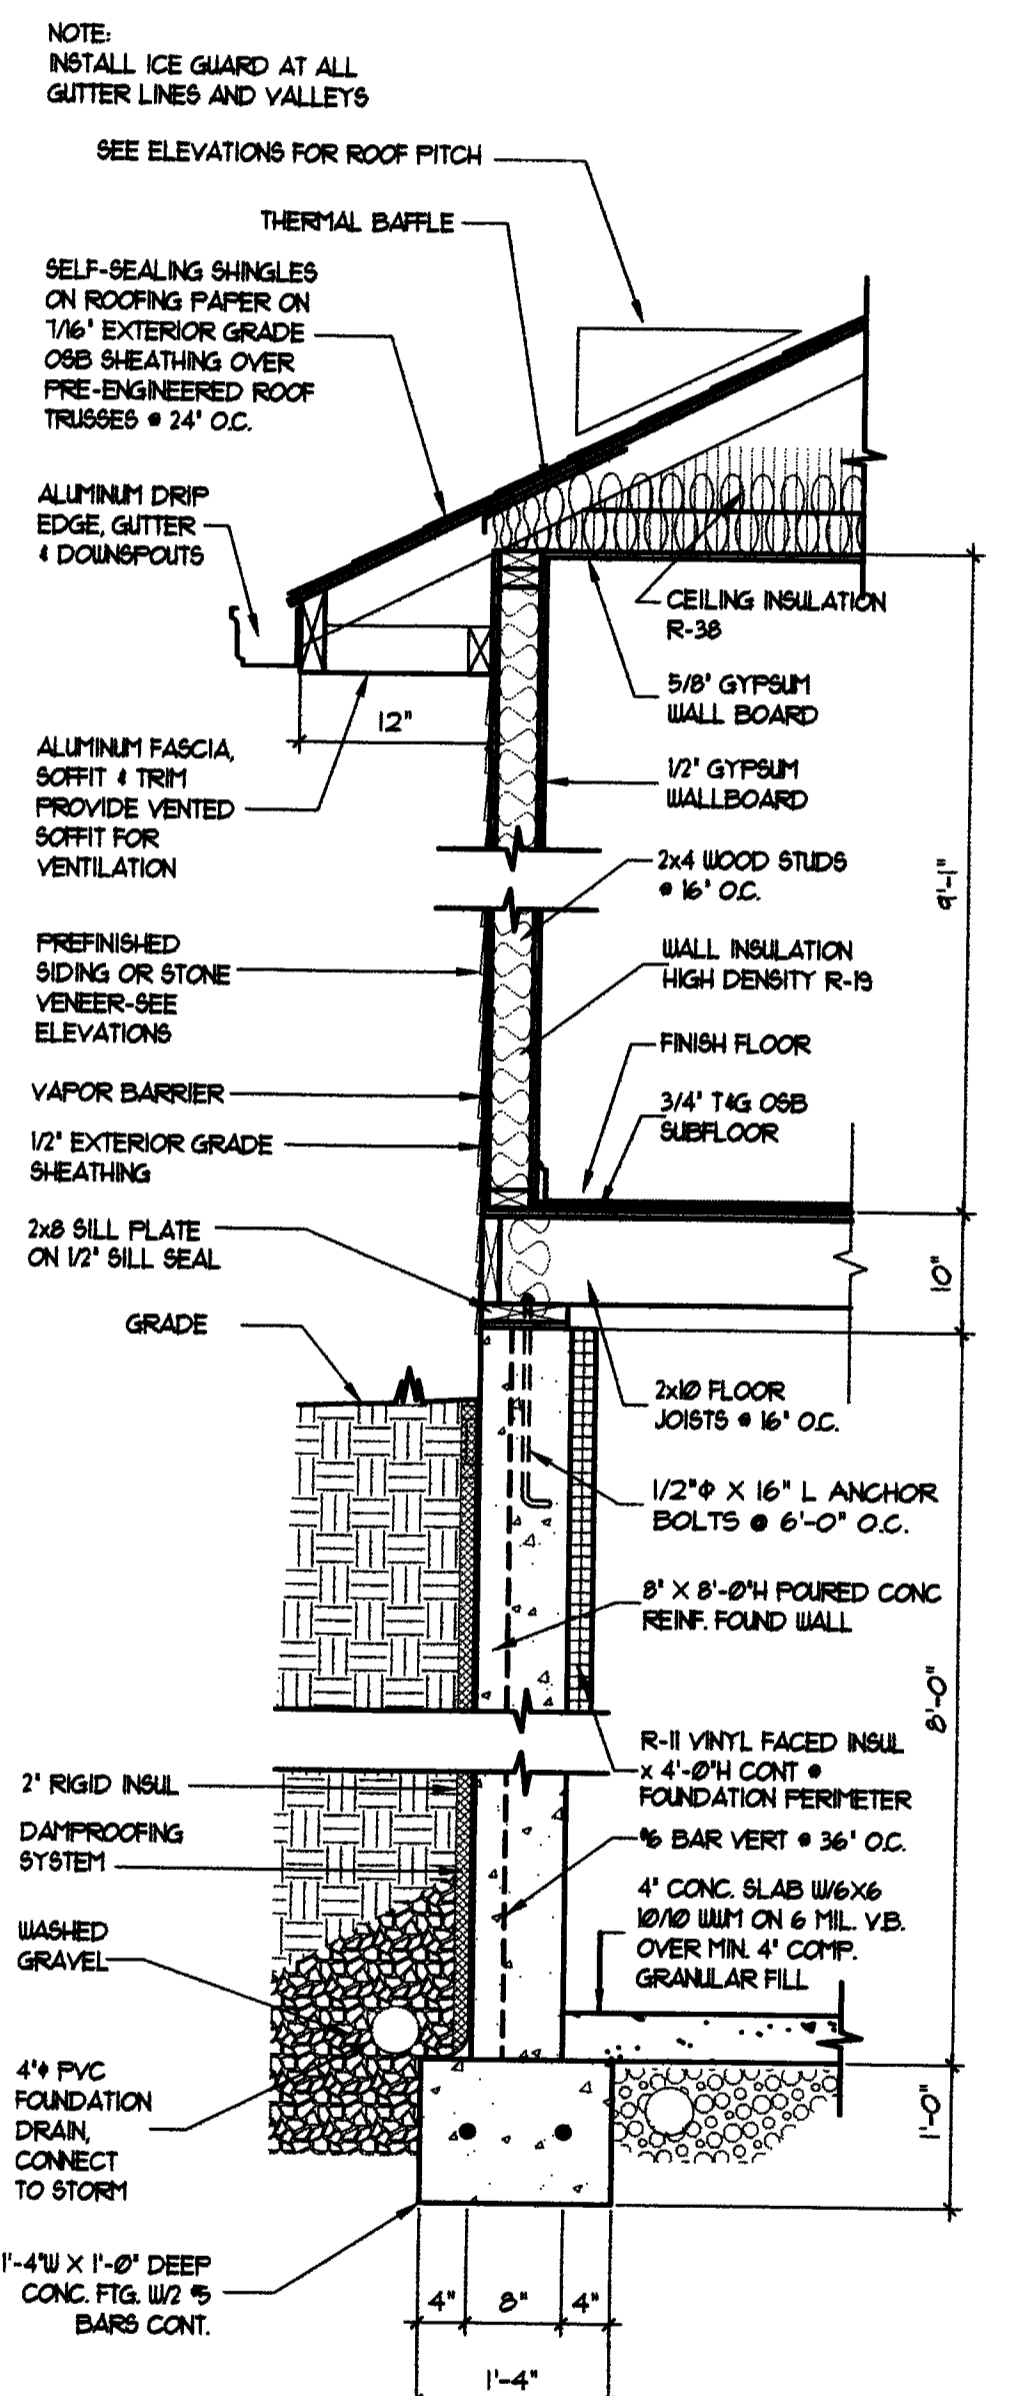 NOTE:
INSTALL ICE GUARD AT ALL
GUTTER LINES AND VALLEYS
SEE ELEVATIONS FOR ROOF PITCH
THERMAL BAFFLE
SELF-SEALING SHINGLES
ON ROOFING PAPER ON
7/16" EXTERIOR GRADE
OSB SHEATHING OVER
PRE-ENGINEERED ROOF
TRUSSES @ 24" O.C.
ALUMINUM DRIP
EDGE, GUTTER
& DOWNSPOUTS
CEILING INSULATION
R-38
5/8" GYPSUM
WALL BOARD
12"
ALUMINUM FASCIA,
SOFFIT & TRIM
PROVIDE VENTED
SOFFIT FOR
VENTILATION
1/2" GYPSUM
WALLBOARD
2x4 WOOD STUDS
@ 16" O.C.
9'-1"
PREFINISHED
SIDING OR STONE
VENEER-SEE
ELEVATIONS
WALL INSULATION
HIGH DENSITY R-19
FINISH FLOOR
VAPOR BARRIER
3/4" T&G OSB
SUBFLOOR
1/2" EXTERIOR GRADE
SHEATHING
2x8 SILL PLATE
ON 1/2" SILL SEAL
10"
GRADE
2x10 FLOOR
JOISTS @ 16" O.C.
1/2"Φ X 16" L ANCHOR
BOLTS @ 6'-0" O.C.
8" X 8'-0"H POURED CONC
REINF. FOUND WALL
8'-0"
R-11 VINYL FACED INSUL
x 4'-0"H CONT @
FOUNDATION PERIMETER
2" RIGID INSUL
DAMPROOFING
SYSTEM
#6 BAR VERT @ 36" O.C.
4" CONC. SLAB W/6X6
10/10 WWM ON 6 MIL. V.B.
OVER MIN. 4" COMP.
GRANULAR FILL
WASHED
GRAVEL
4"Φ PVC
FOUNDATION
DRAIN,
CONNECT
TO STORM
1'-0"
1'-4"W X 1'-0" DEEP
CONC. FTG. W/2 #5
BARS CONT.
4"
8"
4"
1'-4"